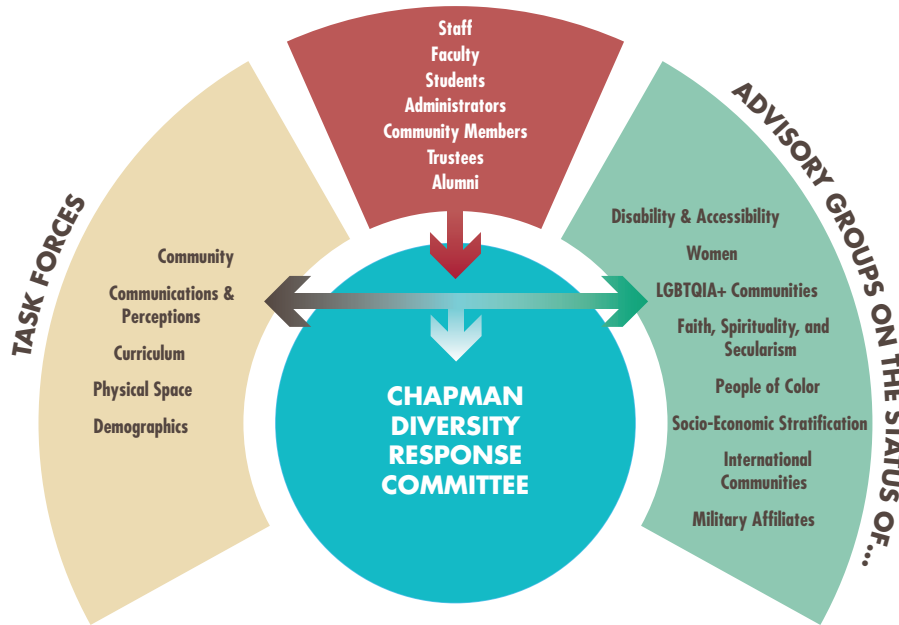 Staff
Faculty
Students
Administrators
Community Members
Trustees
Alumni
TASK FORCES
Community
Communications &
Perceptions
Curriculum
Physical Space
Demographics
CHAPMAN
DIVERSITY
RESPONSE
COMMITTEE
ADVISORY GROUPS ON THE STATUS OF...
Disability & Accessibility
Women
LGBTQIA+ Communities
Faith, Spirituality, and
Secularism
People of Color
Socio-Economic Stratification
International
Communities
Military Affiliates